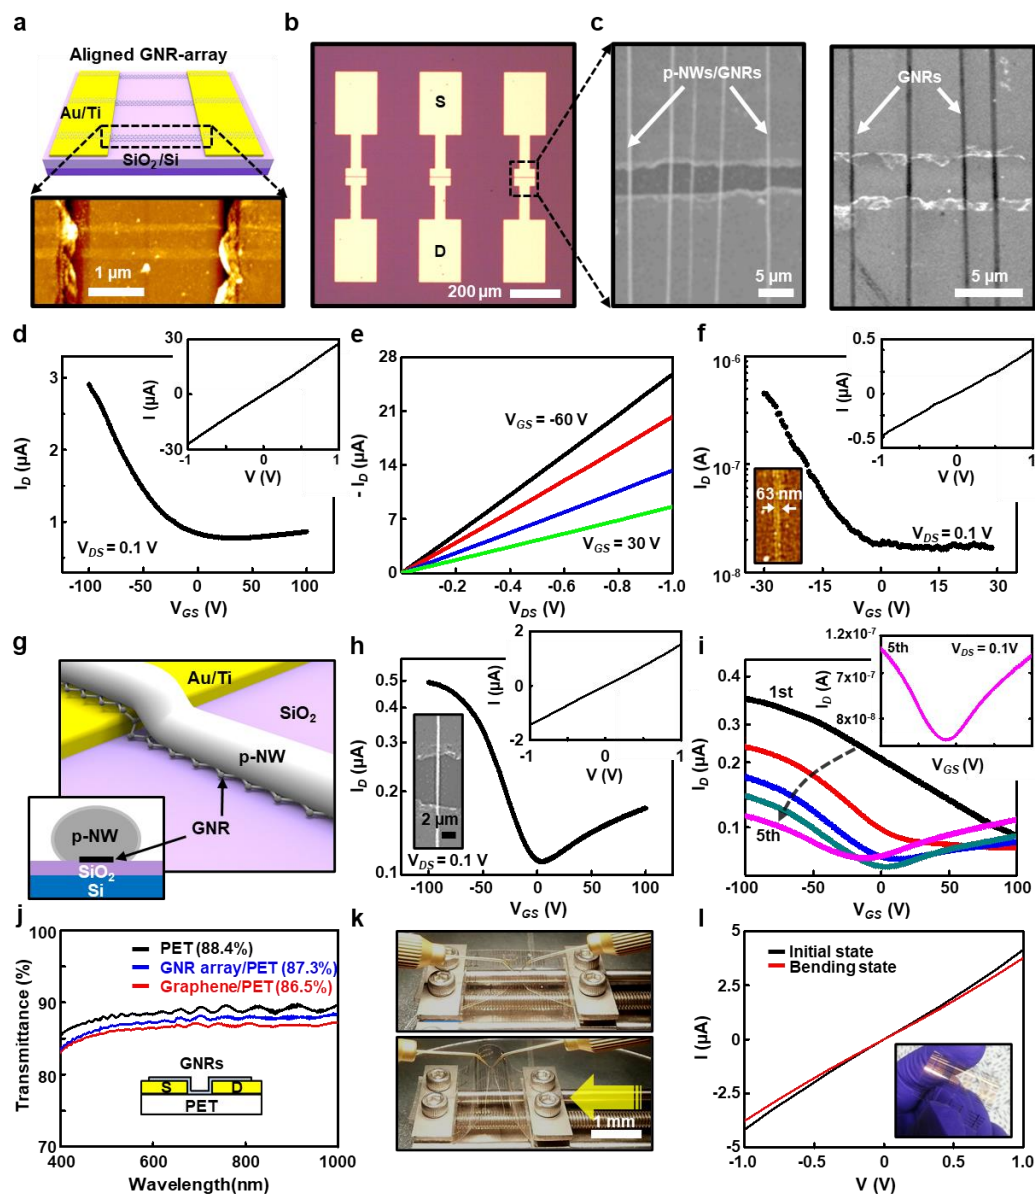 a
Aligned GNR-array
Au/Ti
SiO2/Si
1 µm
b
S
D
200 µm
c
p-NWs/GNRs
5 µm
GNRs
5 µm
d
3
2
1
ID (µA)
VDS = 0.1 V
-100 -50 0 50 100
VGS (V)
30
0
-30
I (µA)
-1 0 1
V (V)
e
28
21
14
7
0
- ID (µA)
VGS = -60 V
VGS = 30 V
-0.2 -0.4 -0.6 -0.8 -1.0
VDS (V)
f
10-6
10-7
10-8
ID (A)
63 nm
VDS = 0.1 V
-30 -15 0 15 30
VGS (V)
0.5
0
-0.5
I (µA)
-1 0 1
V (V)
g
Au/Ti
SiO2
p-NW
GNR
p-NW
SiO2
Si
h
0.5
0.4
0.3
0.2
0.1
ID (µA)
2 µm
VDS = 0.1 V
-100 -50 0 50 100
VGS (V)
2
0
-2
I (µA)
-1 0 1
V (V)
i
0.4
0.3
0.2
0.1
ID (µA)
1st
5th
-100 -50 0 50 100
VGS (V)
1.2x10-7
7x10-8
8x10-8
ID (A)
5th
VDS = 0.1V
VGS (V)
j
100
95
90
85
80
75
70
Transmittance (%)
PET (88.4%)
GNR array/PET (87.3%)
Graphene/PET (86.5%)
GNRs
S
D
PET
400 600 800 1000
Wavelength(nm)
k
1 mm
l
5
2.5
0
-2.5
-5
I (µA)
Initial state
Bending state
-1.0 -0.5 0 0.5 1.0
V (V)